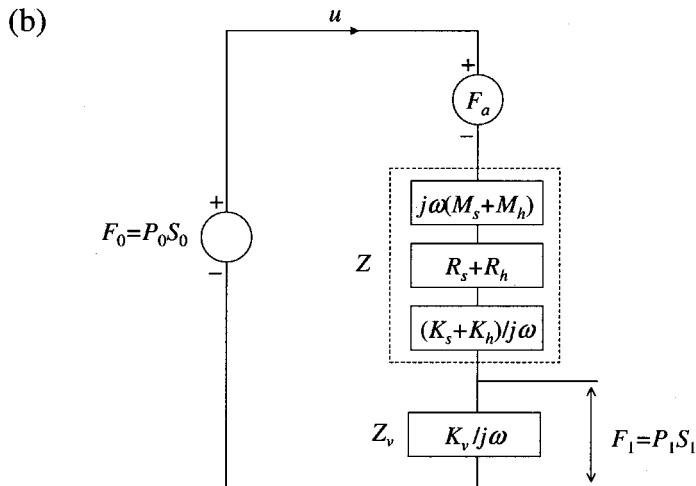 (b)
u
+
F_a
−
+
F_0=P_0S_0
−
jω(M_s+M_h)
Z
R_s+R_h
(K_s+K_h)/jω
Z_v
K_v/jω
F_1=P_1S_1